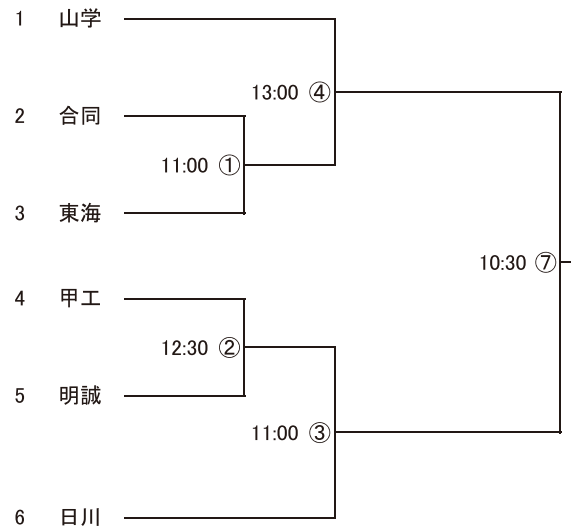 1 山学
13:00 ④
2 合同
11:00 ①
3 東海
10:30 ⑦
4 甲工
12:30 ②
5 明誠
11:00 ③
6 日川